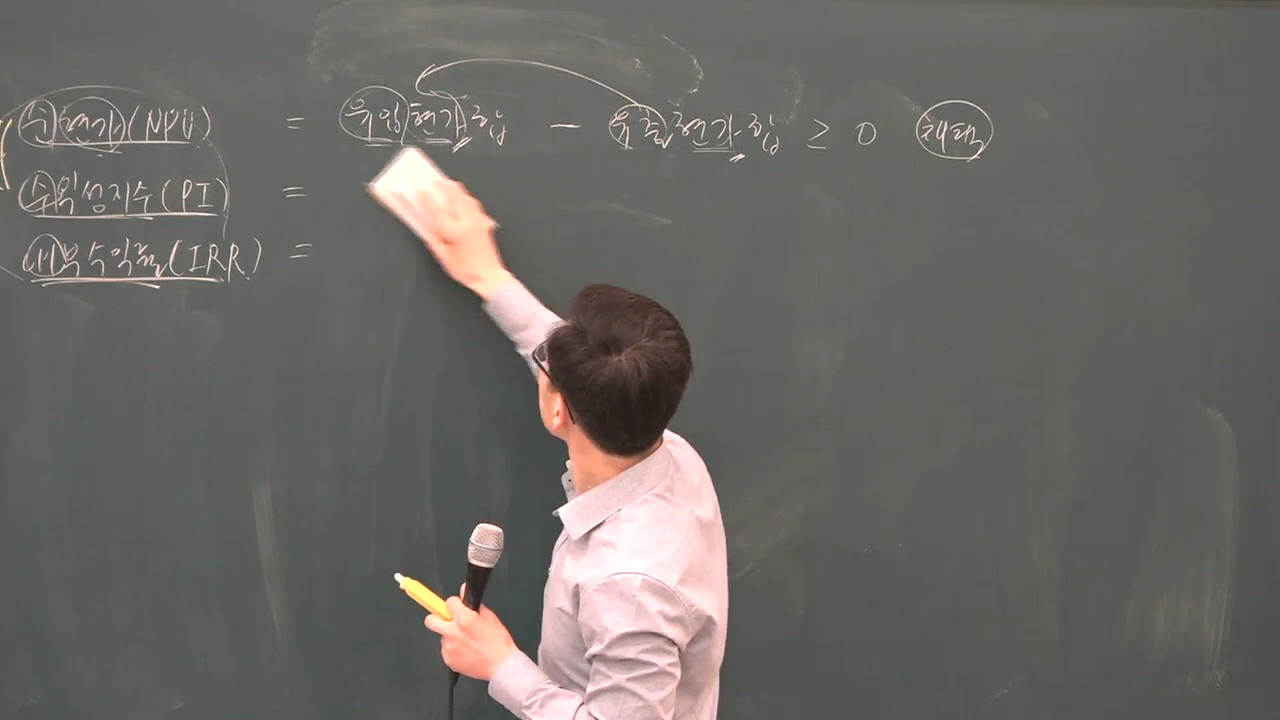 순현가(NPV) = 유입현가합 - 유출현가합 ≥ 0 채택
수익성지수(PI) =
내부수익률(IRR) =